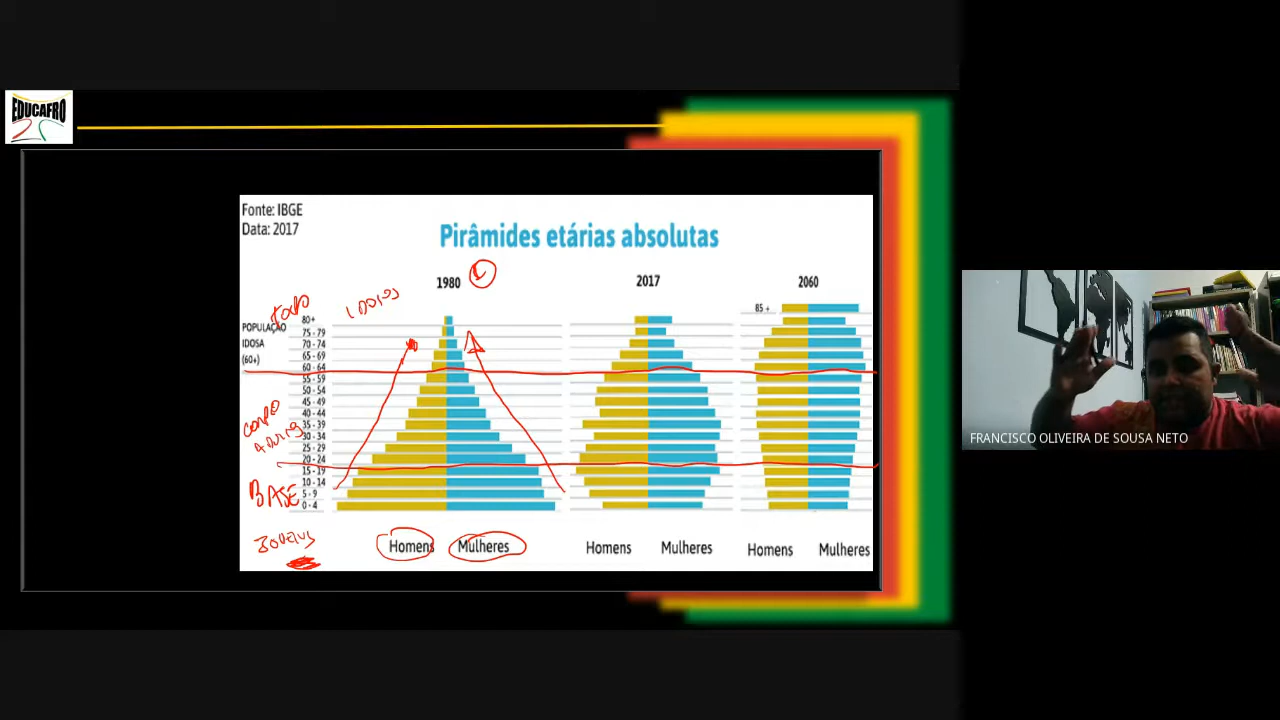 EDUCAFRO
Fonte: IBGE
Data: 2017
Pirâmides etárias absolutas
1980
2017
2060
TOPO
IDOSOS
85 +
POPULAÇÃO
IDOSA
(60+)
80+
75 - 79
70 - 74
65 - 69
60 - 64
55 - 59
50 - 54
45 - 49
40 - 44
35 - 39
30 - 34
25 - 29
20 - 24
15 - 19
10 - 14
5 - 9
0 - 4
CORPO
BASE
JOVENS
Homens
Mulheres
Homens
Mulheres
Homens
Mulheres
FRANCISCO OLIVEIRA DE SOUSA NETO